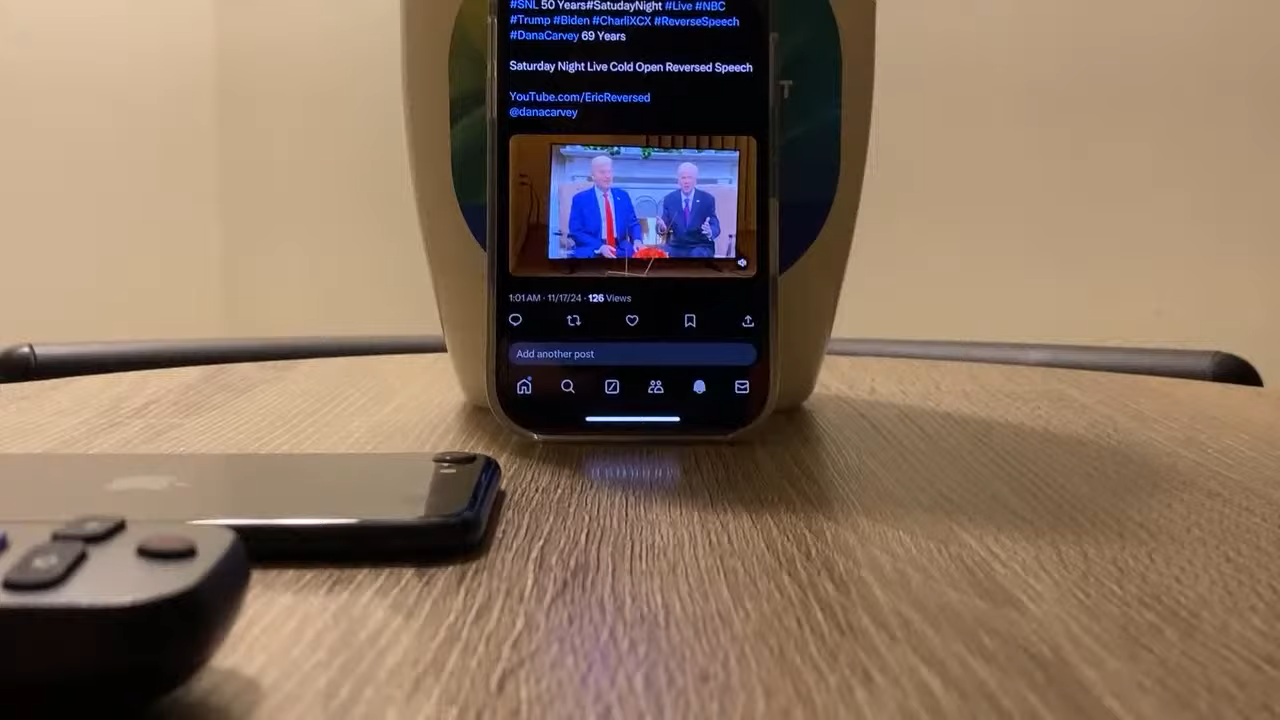 #SNL 50 Years#SatudayNight #Live #NBC
#Trump #Biden #CharliXCX #ReverseSpeech
#DanaCarvey 69 Years
Saturday Night Live Cold Open Reversed Speech
YouTube.com/EricReversed
@danacarvey
1:01 AM · 11/17/24 · 126 Views
Add another post
T